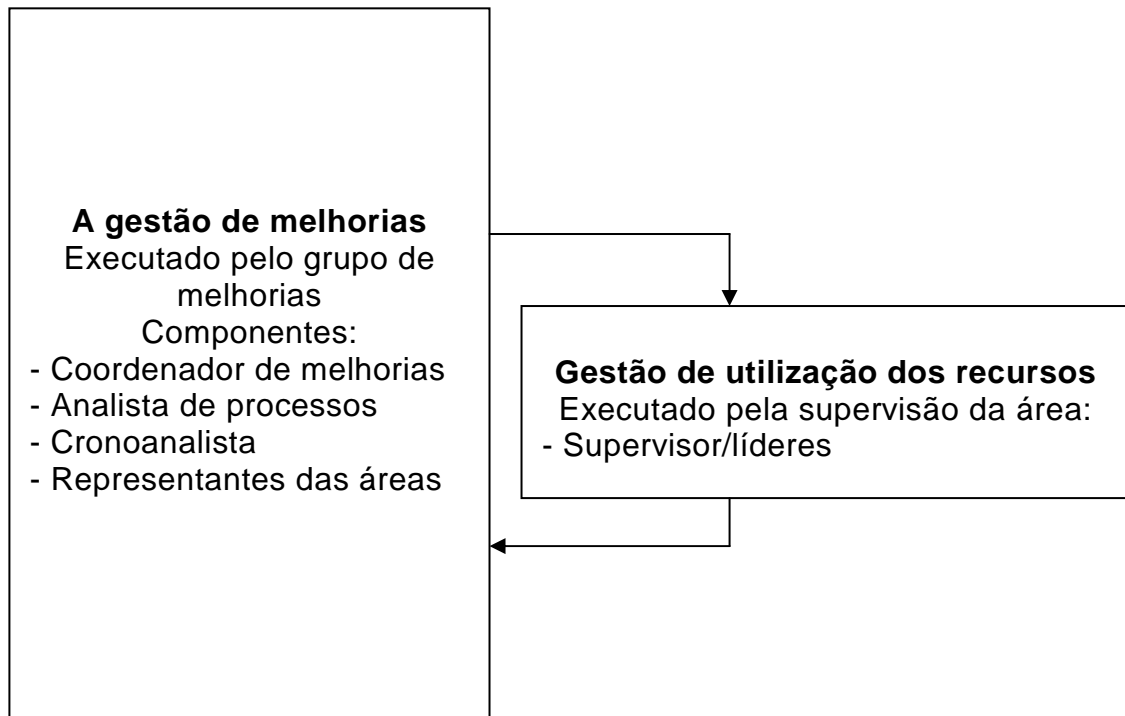 A gestão de melhorias
Executado pelo grupo de
melhorias
Componentes:
- Coordenador de melhorias
- Analista de processos
- Cronoanalista
- Representantes das áreas
Gestão de utilização dos recursos
Executado pela supervisão da área:
- Supervisor/líderes